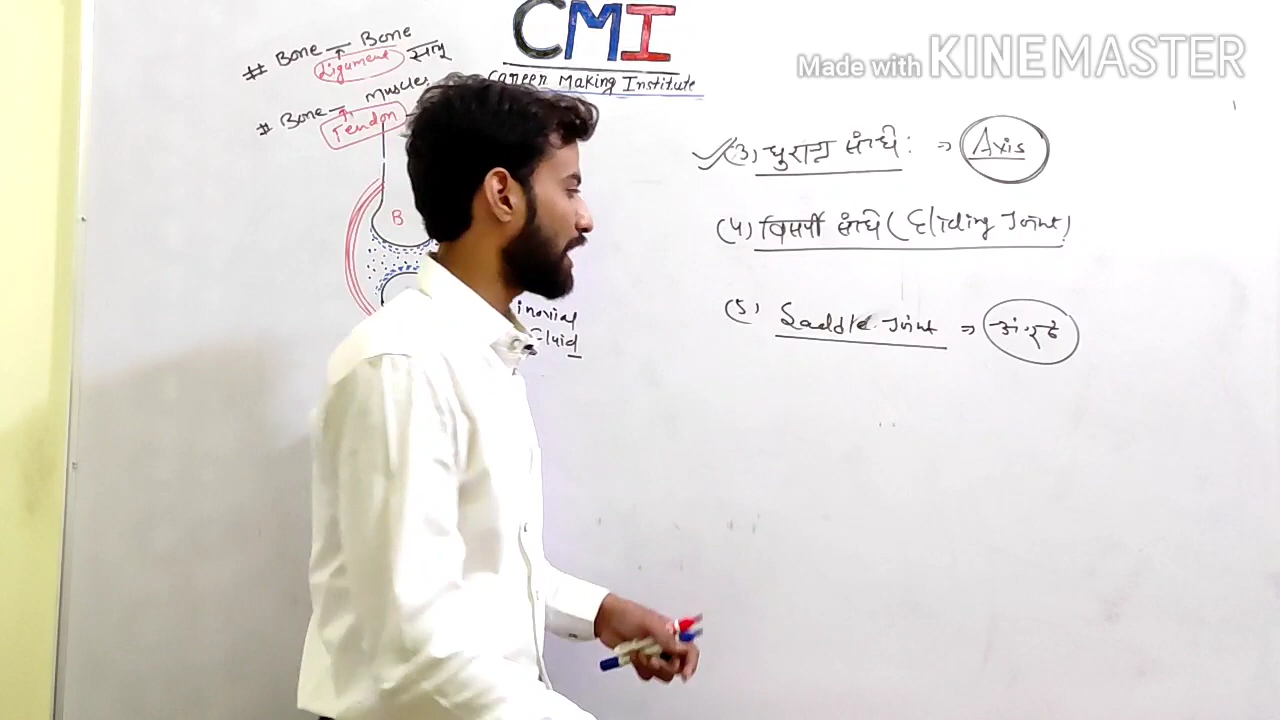 CMI
Career Making Institute
Made with KINEMASTER
# Bone — Bone
Ligament स्नायु
# Bone — Muscles
Tendon
B
inovial
Fluid
(3) धुराग्र संधि : ⇒ Axis
(4) विसर्पी संधि (Gliding Joint)
(5) Saddle Joint ⇒ अंगूठे